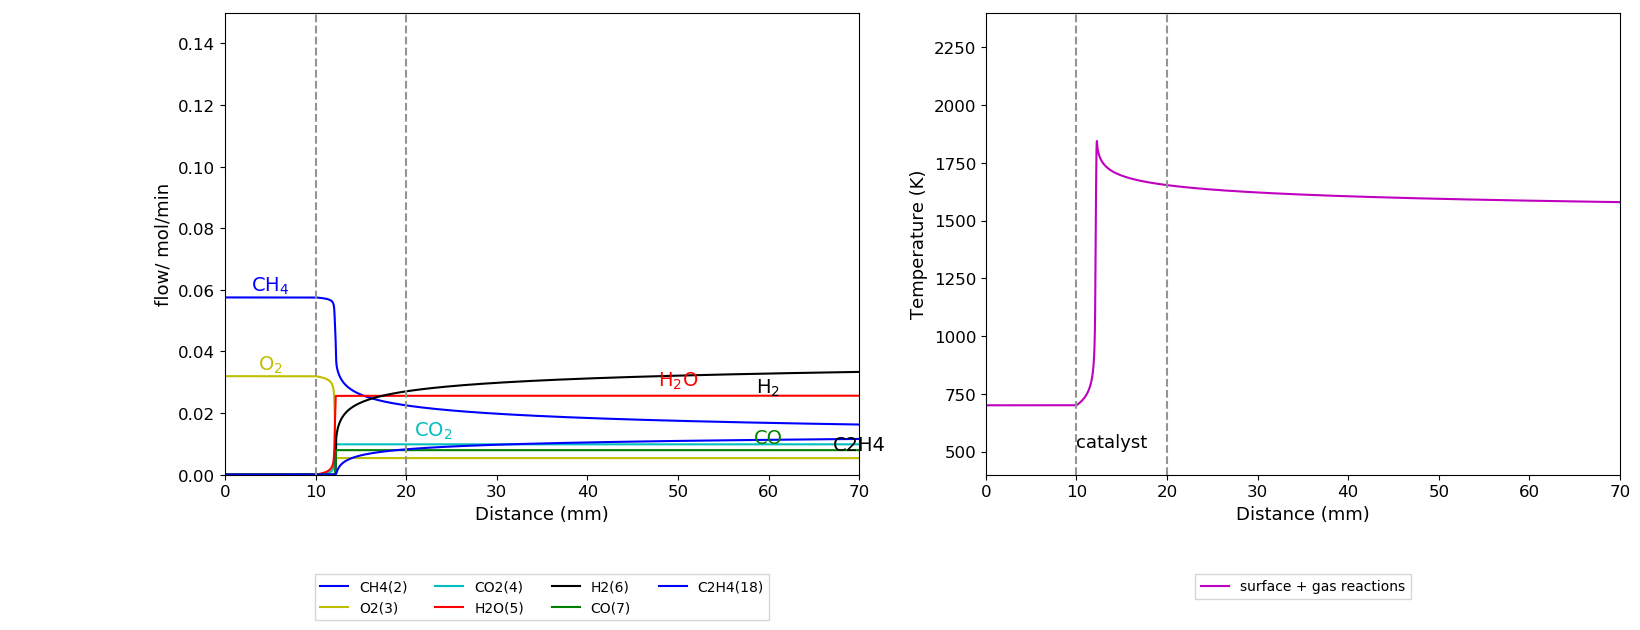 flow/ mol/min
0.14
0.12
0.10
0.08
0.06
0.04
0.02
0.00
CH₄
O₂
CO₂
H₂O
H₂
CO
C2H4
0 10 20 30 40 50 60 70
Distance (mm)
CH4(2) CO2(4) H2(6) C2H4(18)
O2(3) H2O(5) CO(7)
Temperature (K)
2250
2000
1750
1500
1250
1000
750
500
catalyst
0 10 20 30 40 50 60 70
Distance (mm)
surface + gas reactions